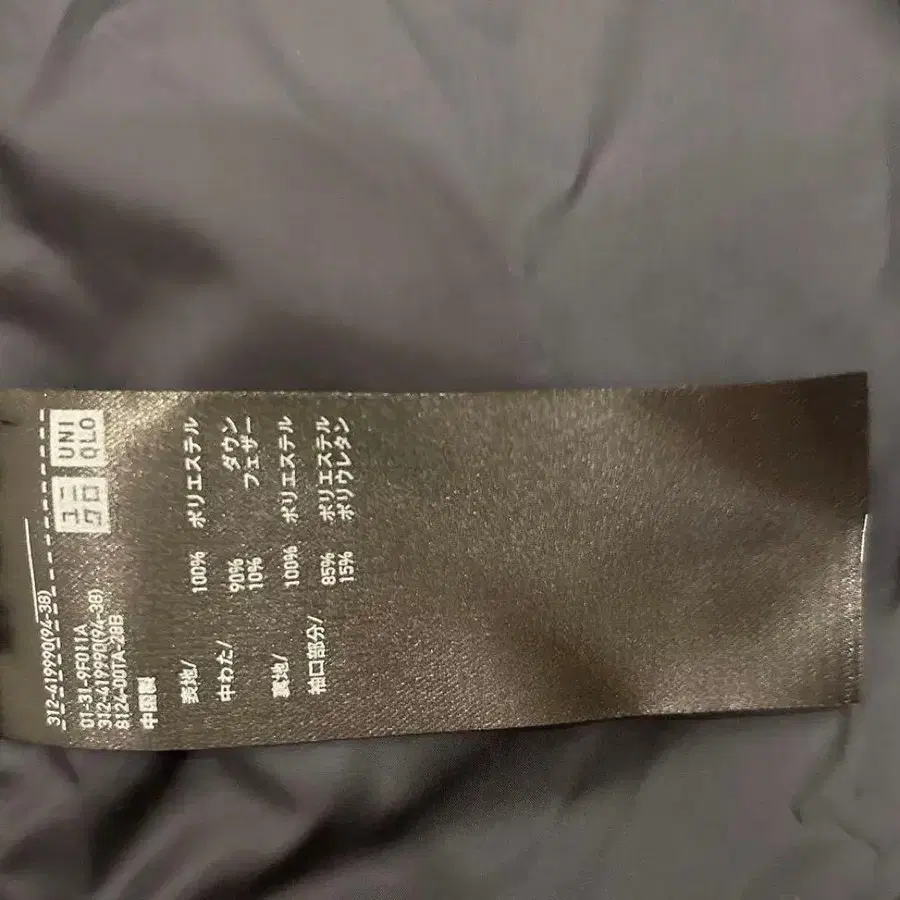 ユニ
クロ
UNI
QLO
312-419990(94-38)
01-31-9F011A
312-419990(94-38)
8124-D0TA-28B
中国製
表地/ 100% ポリエステル
中わた/ 90% ダウン
10% フェザー
裏地/ 100% ポリエステル
袖口部分/ 85% ポリエステル
15% ポリウレタン